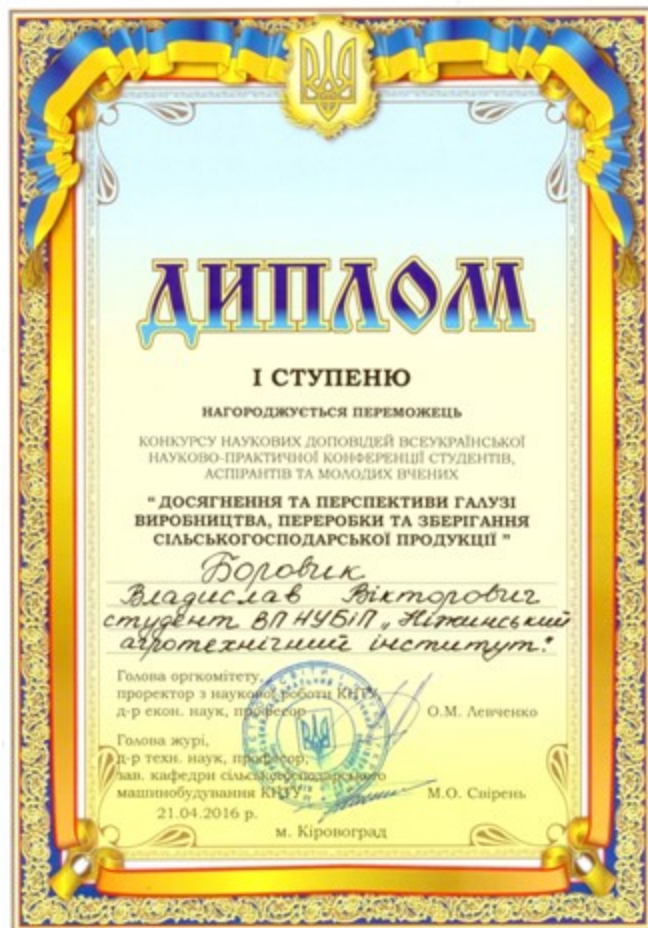 ДИПЛОМ
І СТУПЕНЮ
НАГОРОДЖУЄТЬСЯ ПЕРЕМОЖЕЦЬ
КОНКУРСУ НАУКОВИХ ДОПОВІДЕЙ ВСЕУКРАЇНСЬКОЇ
НАУКОВО-ПРАКТИЧНОЇ КОНФЕРЕНЦІЇ СТУДЕНТІВ,
АСПІРАНТІВ ТА МОЛОДИХ ВЧЕНИХ
" ДОСЯГНЕННЯ ТА ПЕРСПЕКТИВИ ГАЛУЗІ
ВИРОБНИЦТВА, ПЕРЕРОБКИ ТА ЗБЕРІГАННЯ
СІЛЬСЬКОГОСПОДАРСЬКОЇ ПРОДУКЦІЇ "
Боровик
Владислав Вікторович
студент ВП НУБіП „Ніжинський
агротехнічний інститут".
Голова оргкомітету,
проректор з наукової роботи КНТУ,
д-р екон. наук, професор О.М. Левченко
Голова журі,
д-р техн. наук, професор,
зав. кафедри сільськогосподарського
машинобудування КНТУ М.О. Свірень
21.04.2016 р.
м. Кіровоград